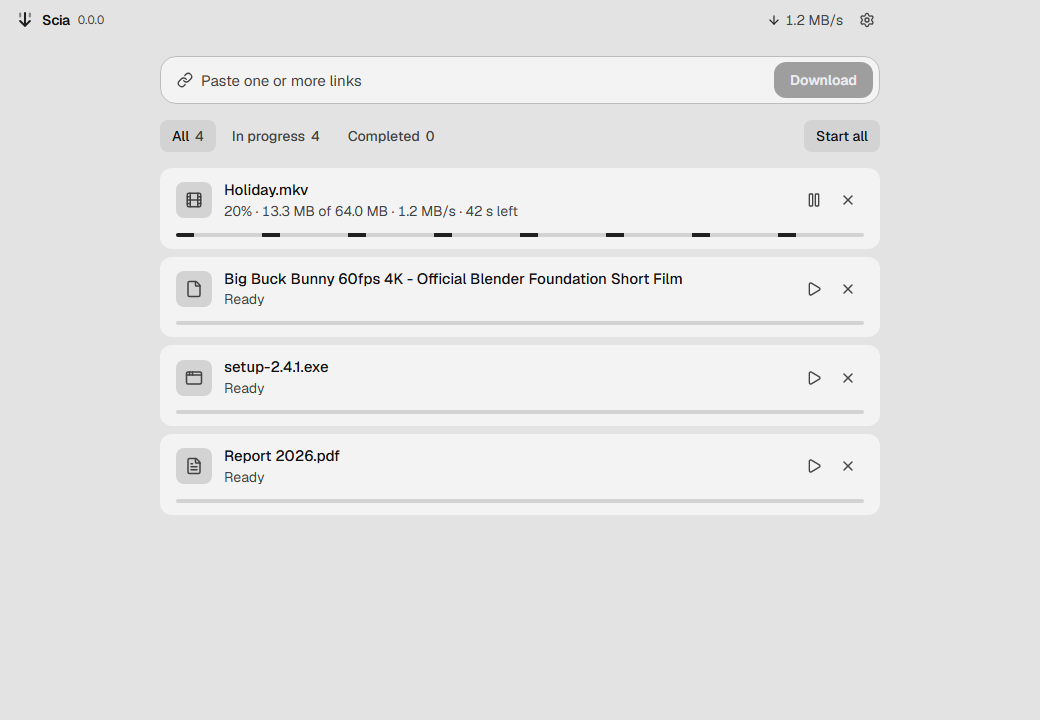 Scia 0.0.0
1.2 MB/s
Paste one or more links
Download
All 4
In progress 4
Completed 0
Start all
Holiday.mkv
20% · 13.3 MB of 64.0 MB · 1.2 MB/s · 42 s left
Big Buck Bunny 60fps 4K - Official Blender Foundation Short Film
Ready
setup-2.4.1.exe
Ready
Report 2026.pdf
Ready